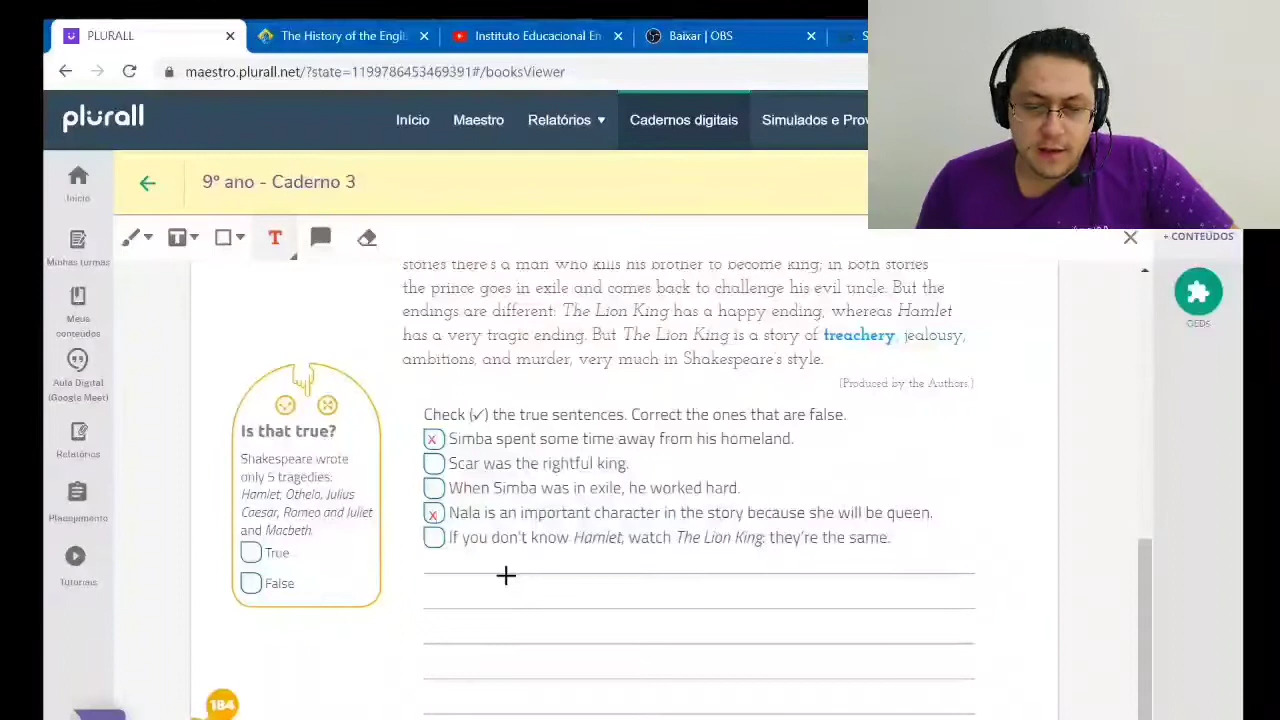 PLURALL
The History of the Engli
Instituto Educacional En
Baixar | OBS
S
maestro.plurall.net/?state=1199786453469391#/booksViewer
plurall
Início
Maestro
Relatórios
Cadernos digitais
Simulados e Prov
9º ano - Caderno 3
Início
Minhas turmas
Meus
conteúdos
Aula Digital
(Google Meet)
Relatórios
Planejamento
Tutoriais
T
T
+ CONTEÚDOS
stories there's a man who kills his brother to become king; in both stories
the prince goes in exile and comes back to challenge his evil uncle. But the
endings are different: The Lion King has a happy ending, whereas Hamlet
has a very tragic ending. But The Lion King is a story of treachery, jealousy,
ambitions, and murder, very much in Shakespeare's style.
[Produced by the Authors.]
Is that true?
Shakespeare wrote
only 5 tragedies:
Hamlet, Othelo, Julius
Caesar, Romeo and Juliet
and Macbeth.
True
False
Check (✓) the true sentences. Correct the ones that are false.
x Simba spent some time away from his homeland.
Scar was the rightful king.
When Simba was in exile, he worked hard.
x Nala is an important character in the story because she will be queen.
If you don't know Hamlet, watch The Lion King: they're the same.
184